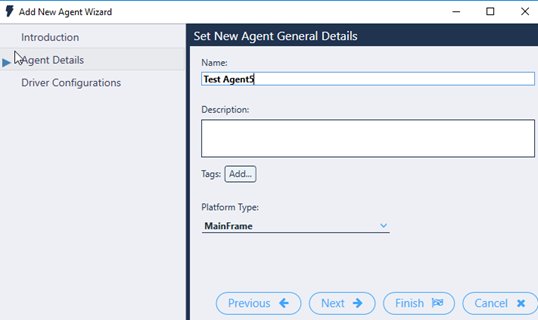 Add New Agent Wizard
Introduction
Agent Details
Driver Configurations
Set New Agent General Details
Name:
Test Agent5
Description:
Tags: Add...
Platform Type:
MainFrame
Previous Next Finish Cancel